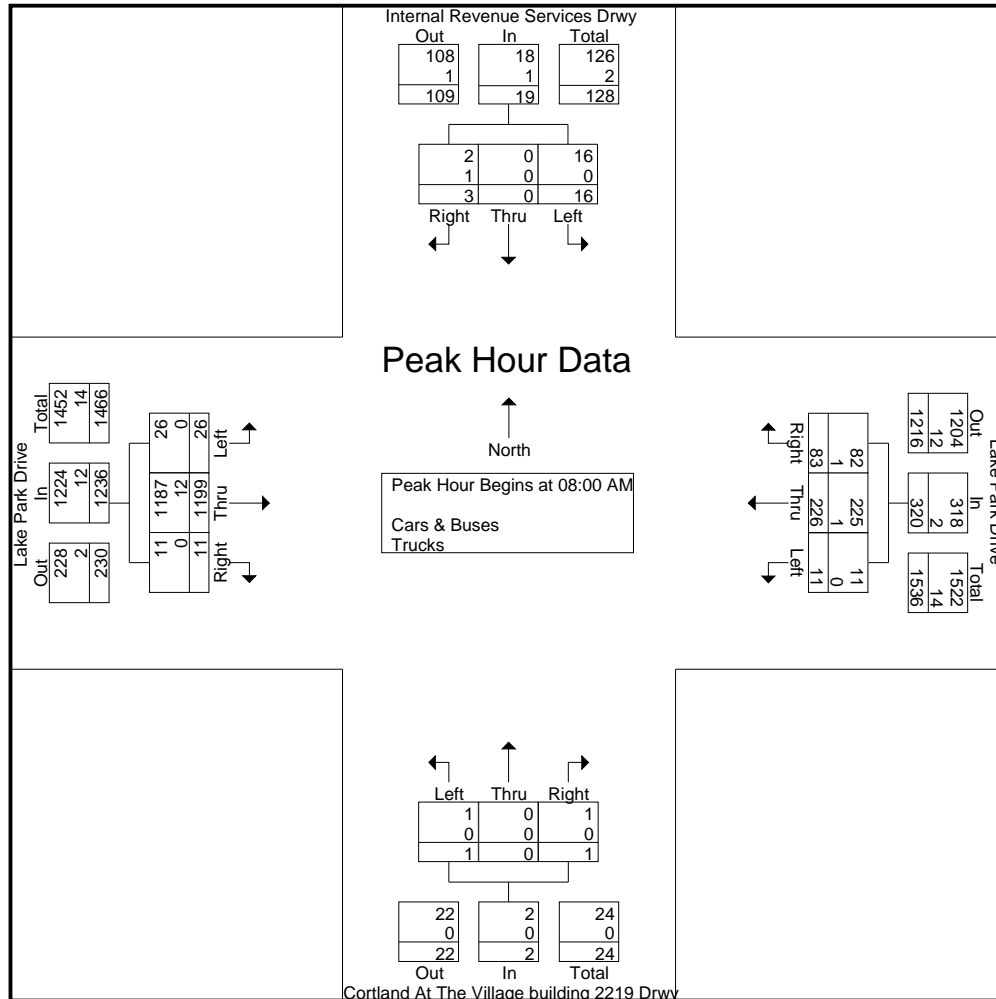 Internal Revenue Services Drwy
Out In Total
108 18 126
1 1 2
109 19 128
2 0 16
1 0 0
3 0 16
Right Thru Left
Peak Hour Data
North
Peak Hour Begins at 08:00 AM
Cars & Buses
Trucks
Lake Park Drive
Total In Out
1452 1224 228
14 12 2
1466 1236 230
26 1187 11
0 12 0
26 1199 11
Left Thru Right
Lake Park Drive
Out In Total
1204 318 1522
12 2 14
1216 320 1536
82 225 11
1 1 0
83 226 11
Right Thru Left
Left Thru Right
1 0 1
0 0 0
1 0 1
22 2 24
0 0 0
22 2 24
Out In Total
Cortland At The Village building 2219 Drwy